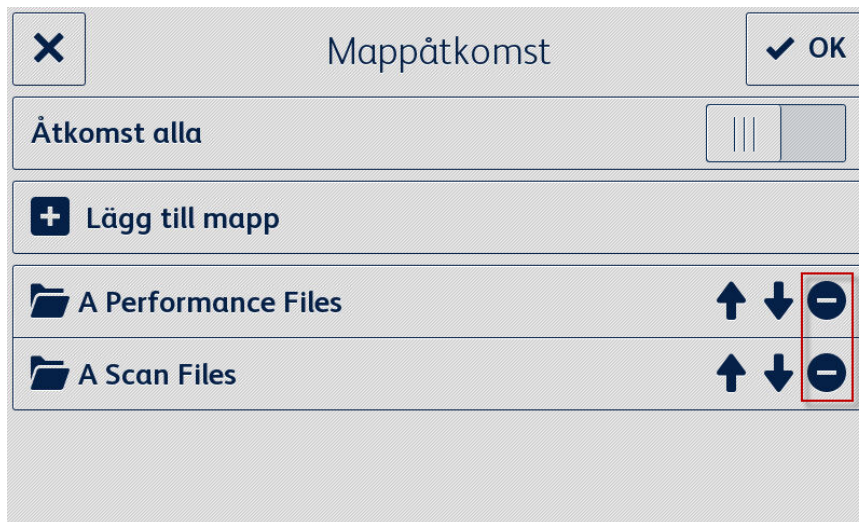 Mappåtkomst
OK
Åtkomst alla
Lägg till mapp
A Performance Files
A Scan Files